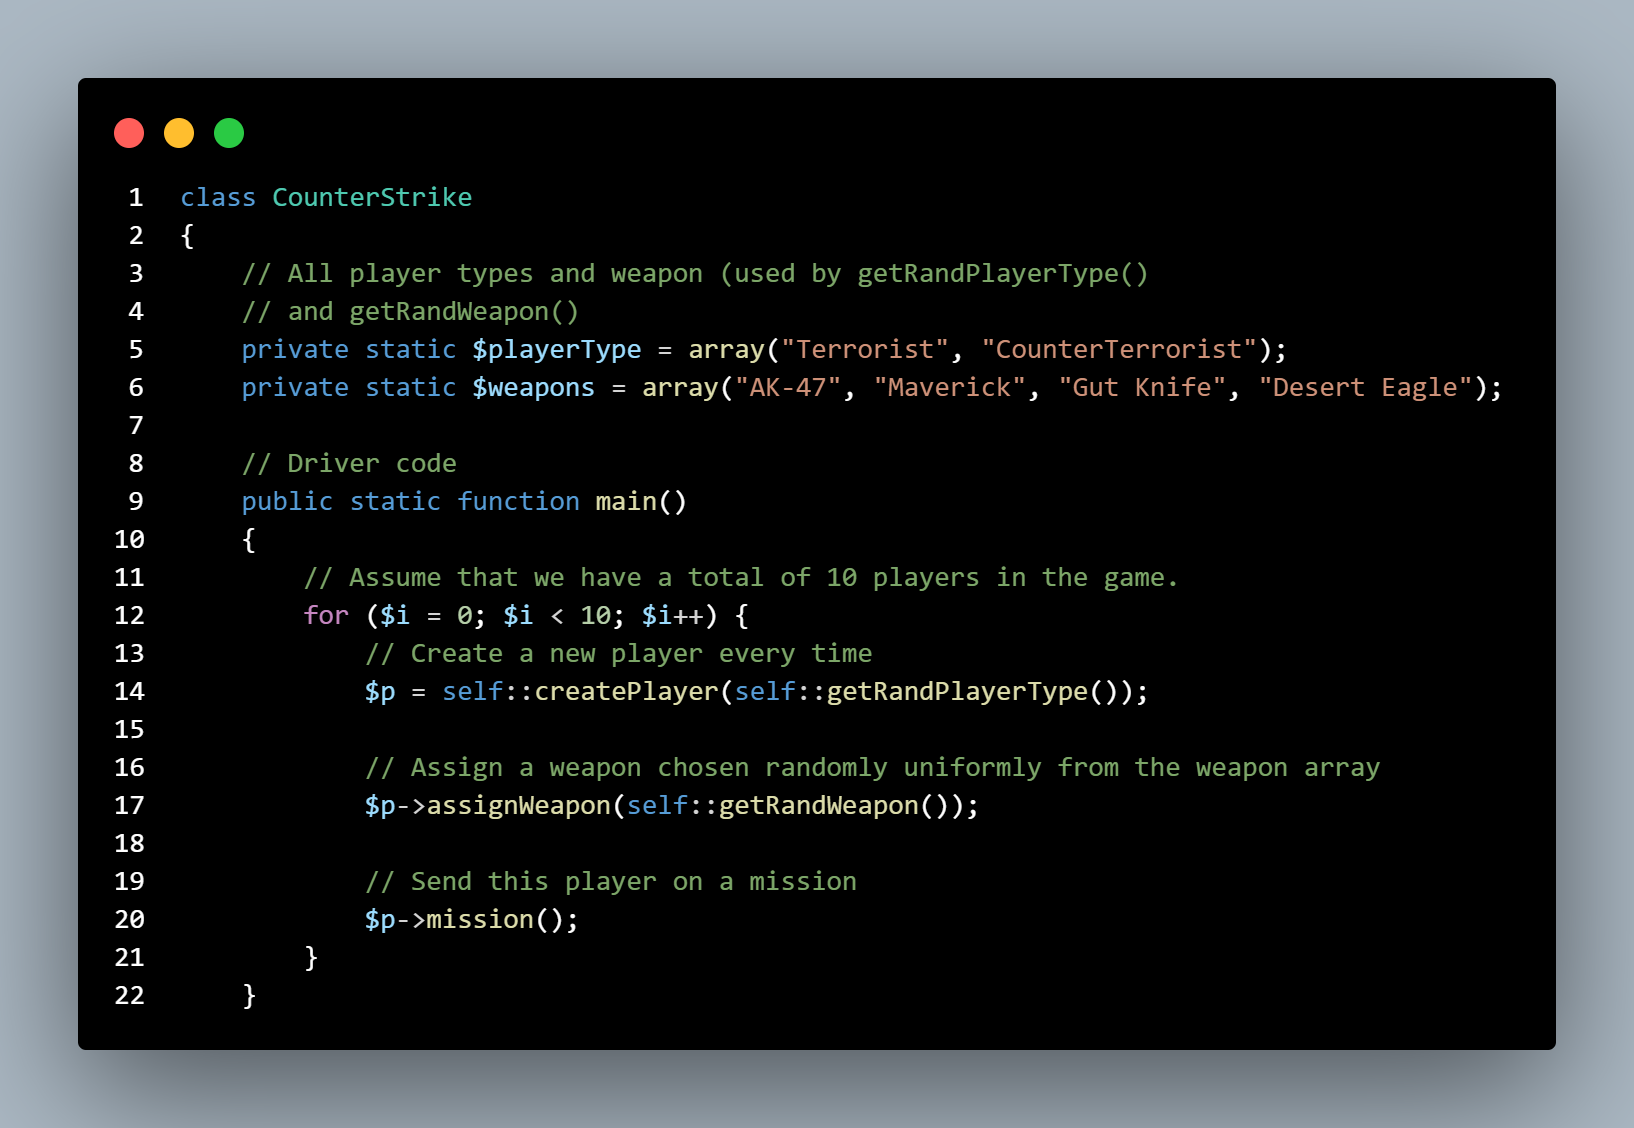 1 class CounterStrike
2 {
3     // All player types and weapon (used by getRandPlayerType()
4     // and getRandWeapon()
5     private static $playerType = array("Terrorist", "CounterTerrorist");
6     private static $weapons = array("AK-47", "Maverick", "Gut Knife", "Desert Eagle");
7
8     // Driver code
9     public static function main()
10     {
11         // Assume that we have a total of 10 players in the game.
12         for ($i = 0; $i < 10; $i++) {
13             // Create a new player every time
14             $p = self::createPlayer(self::getRandPlayerType());
15
16             // Assign a weapon chosen randomly uniformly from the weapon array
17             $p->assignWeapon(self::getRandWeapon());
18
19             // Send this player on a mission
20             $p->mission();
21         }
22     }